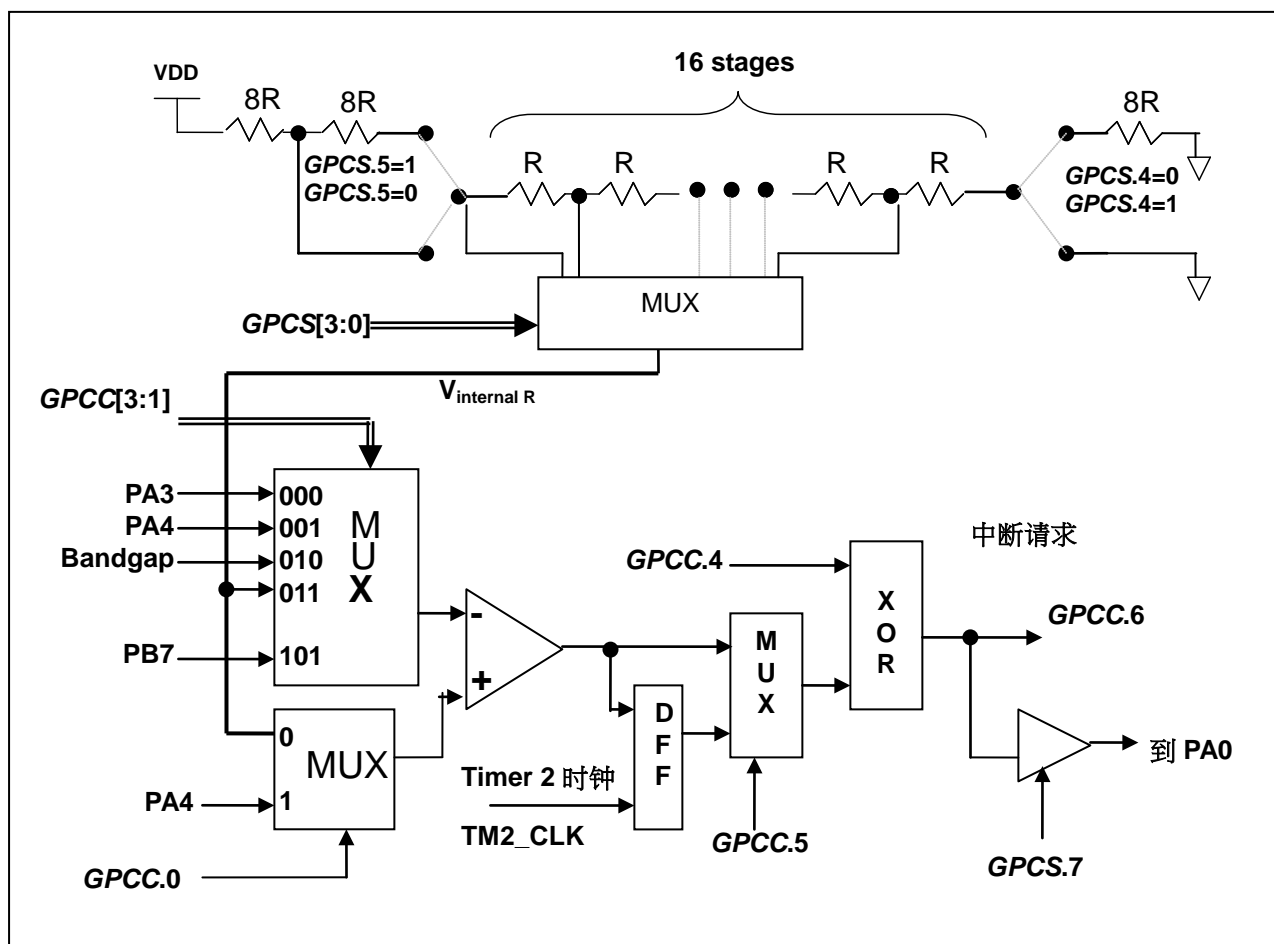 16 stages
VDD
8R
8R
8R
GPCS.5=1
GPCS.5=0
R
R
R
R
GPCS.4=0
GPCS.4=1
MUX
GPCS[3:0]
V internal R
GPCC[3:1]
PA3
000
PA4
001
Bandgap
010
011
PB7
101
M
U
X
-
+
0
MUX
PA4
1
GPCC.0
D
F
F
Timer 2 时钟
TM2_CLK
M
U
X
GPCC.5
GPCC.4
X
O
R
中断请求
GPCC.6
到 PA0
GPCS.7